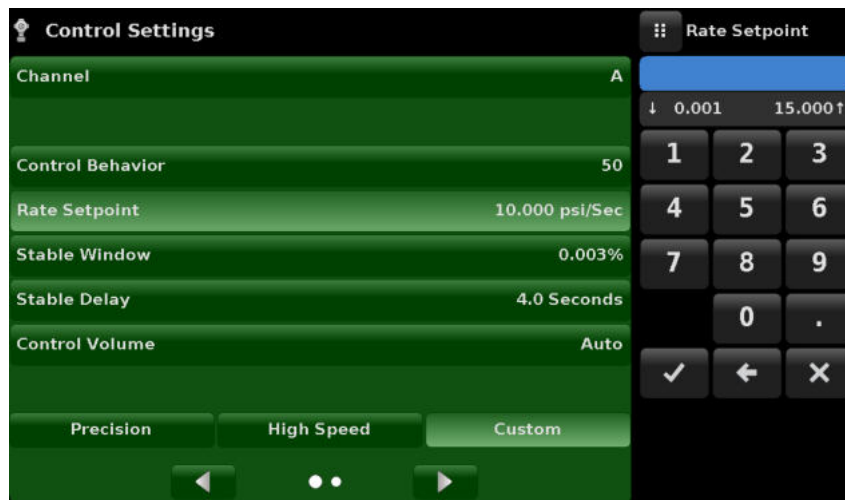 Control Settings
Channel A
Control Behavior 50
Rate Setpoint 10.000 psi/Sec
Stable Window 0.003%
Stable Delay 4.0 Seconds
Control Volume Auto
Precision High Speed Custom
Rate Setpoint
↓ 0.001 15.000↑
1 2 3
4 5 6
7 8 9
0 .